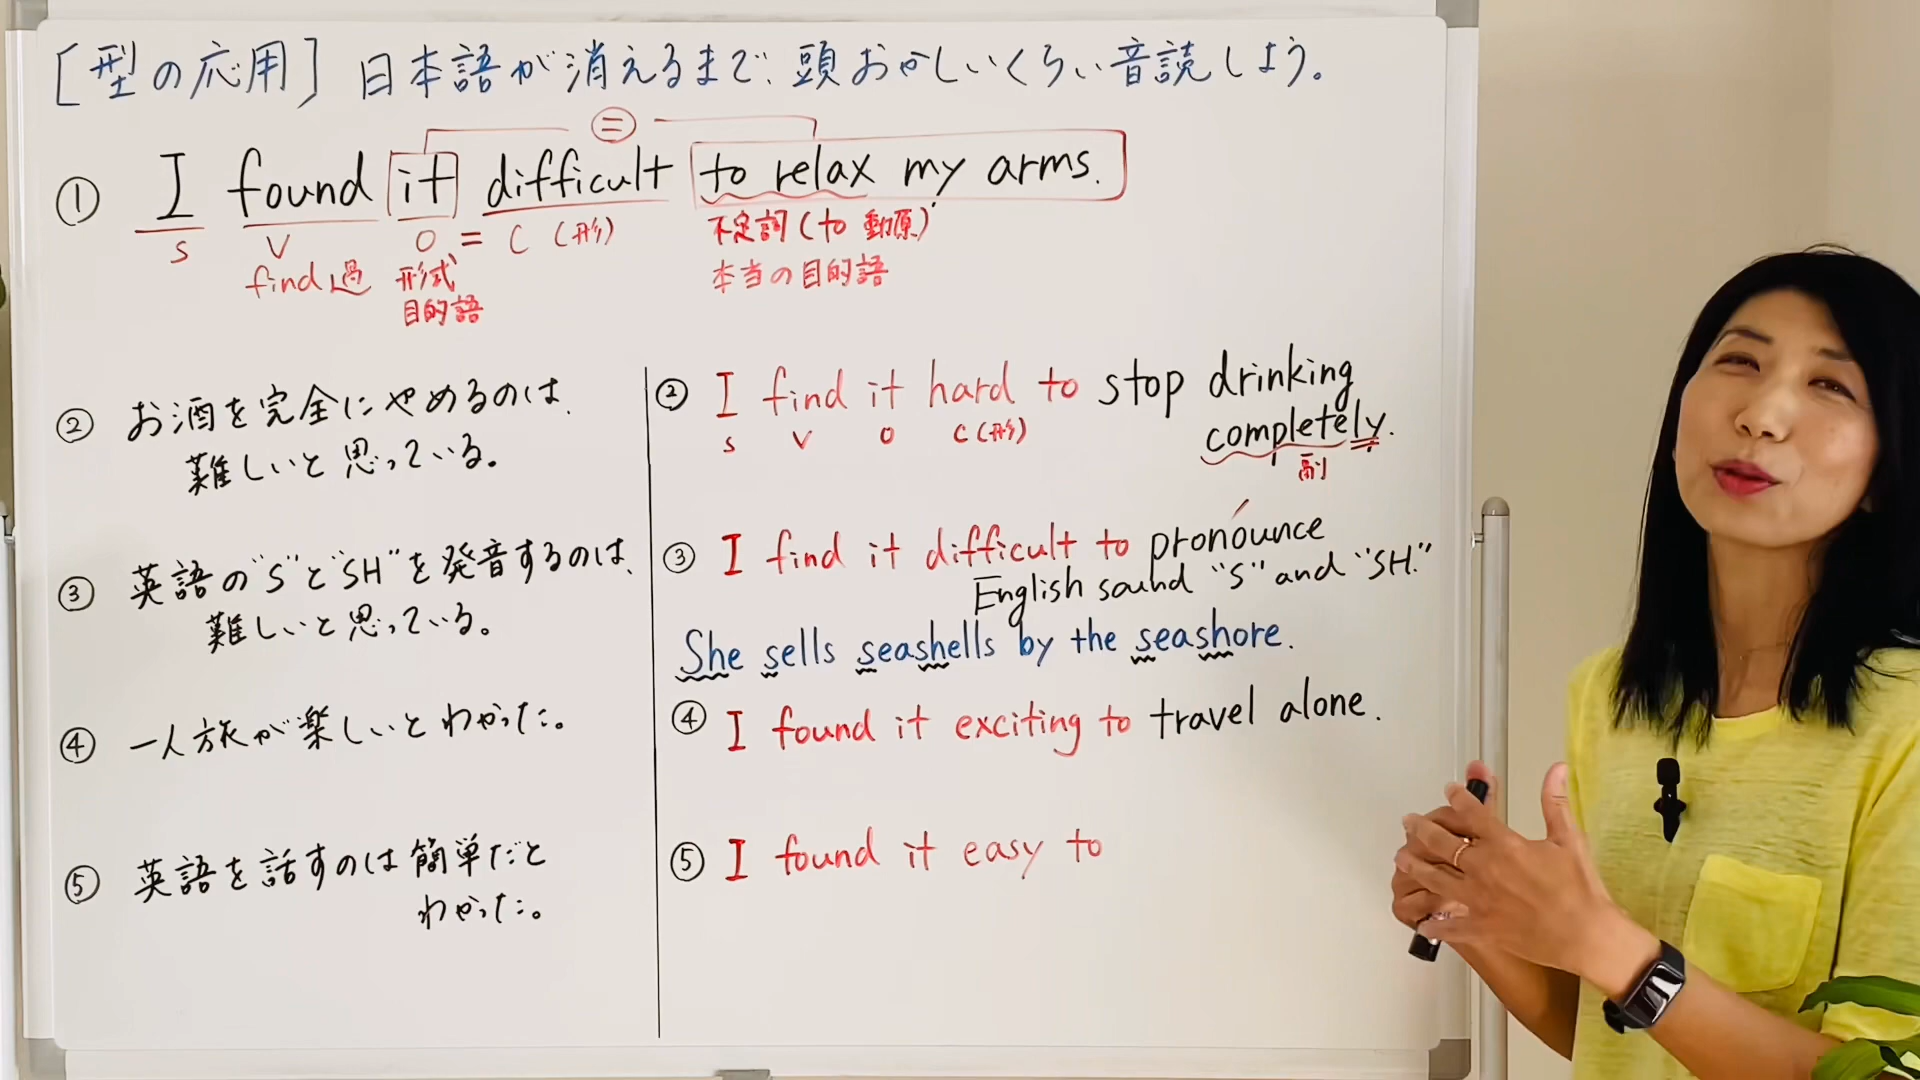 [型の応用] 日本語が消えるまで、頭おかしいくらい音読しよう。
=
① I found it difficult to relax my arms.
S V O = C (形) 不定詞 (to 動原)
find 過 形式 本当の目的語
目的語
② お酒を完全にやめるのは、
難しいと思っている。
③ 英語の"S"と"SH"を発音するのは、
難しいと思っている。
④ 一人旅が楽しいとわかった。
⑤ 英語を話すのは簡単だと
わかった。
② I find it hard to stop drinking
S V O C (形)
completely.
副
③ I find it difficult to pronounce
English sound "S" and "SH."
She sells seashells by the seashore.
④ I found it exciting to travel alone.
⑤ I found it easy to